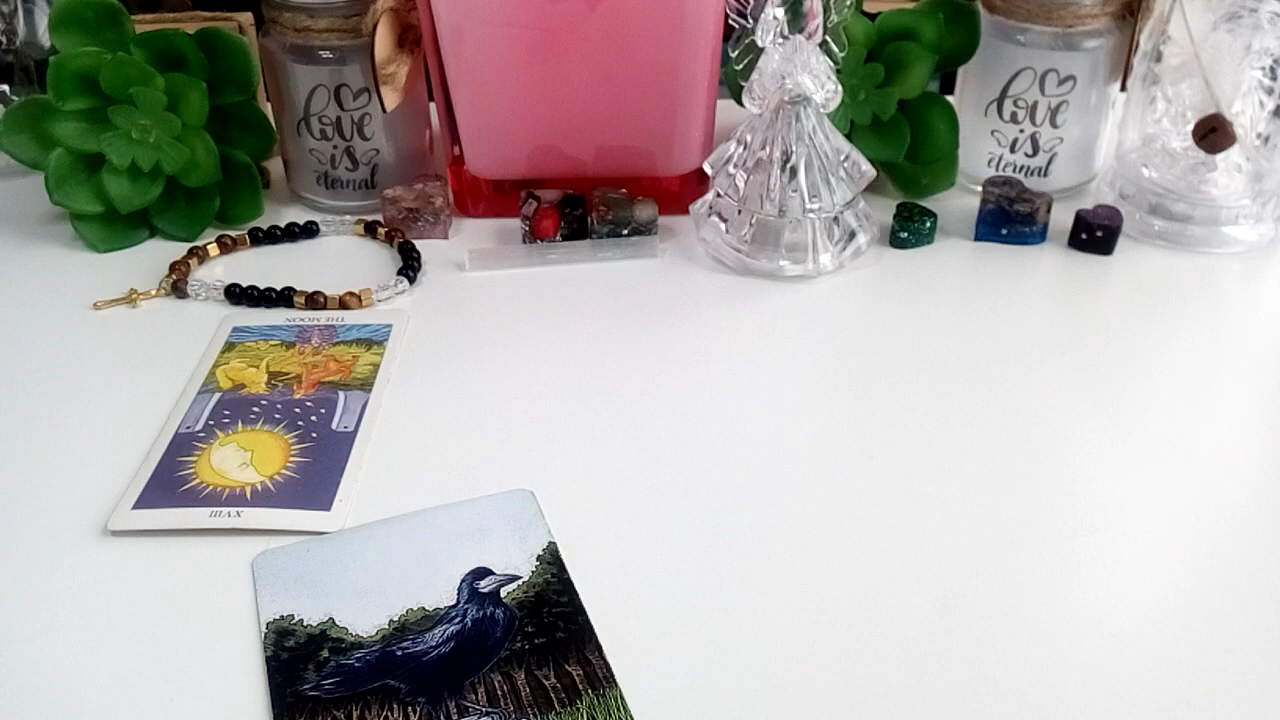 love
is
eternal
love
is
eternal
THE MOON
XVIII